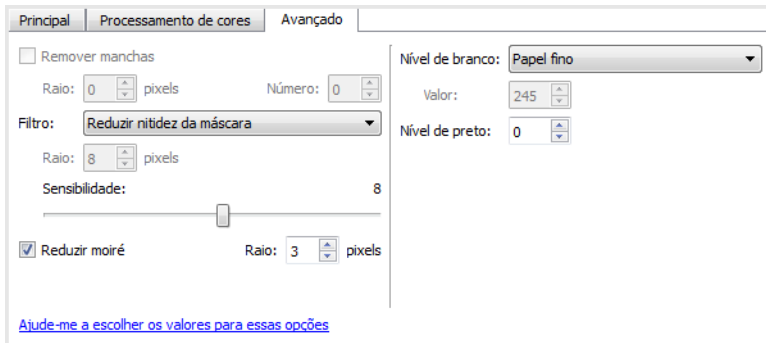 Principal Processamento de cores Avançado
Remover manchas
Raio: 0 pixels Número: 0
Filtro: Reduzir nitidez da máscara
Raio: 8 pixels
Sensibilidade: 8
Reduzir moiré Raio: 3 pixels
Ajude-me a escolher os valores para essas opções
Nível de branco: Papel fino
Valor: 245
Nível de preto: 0